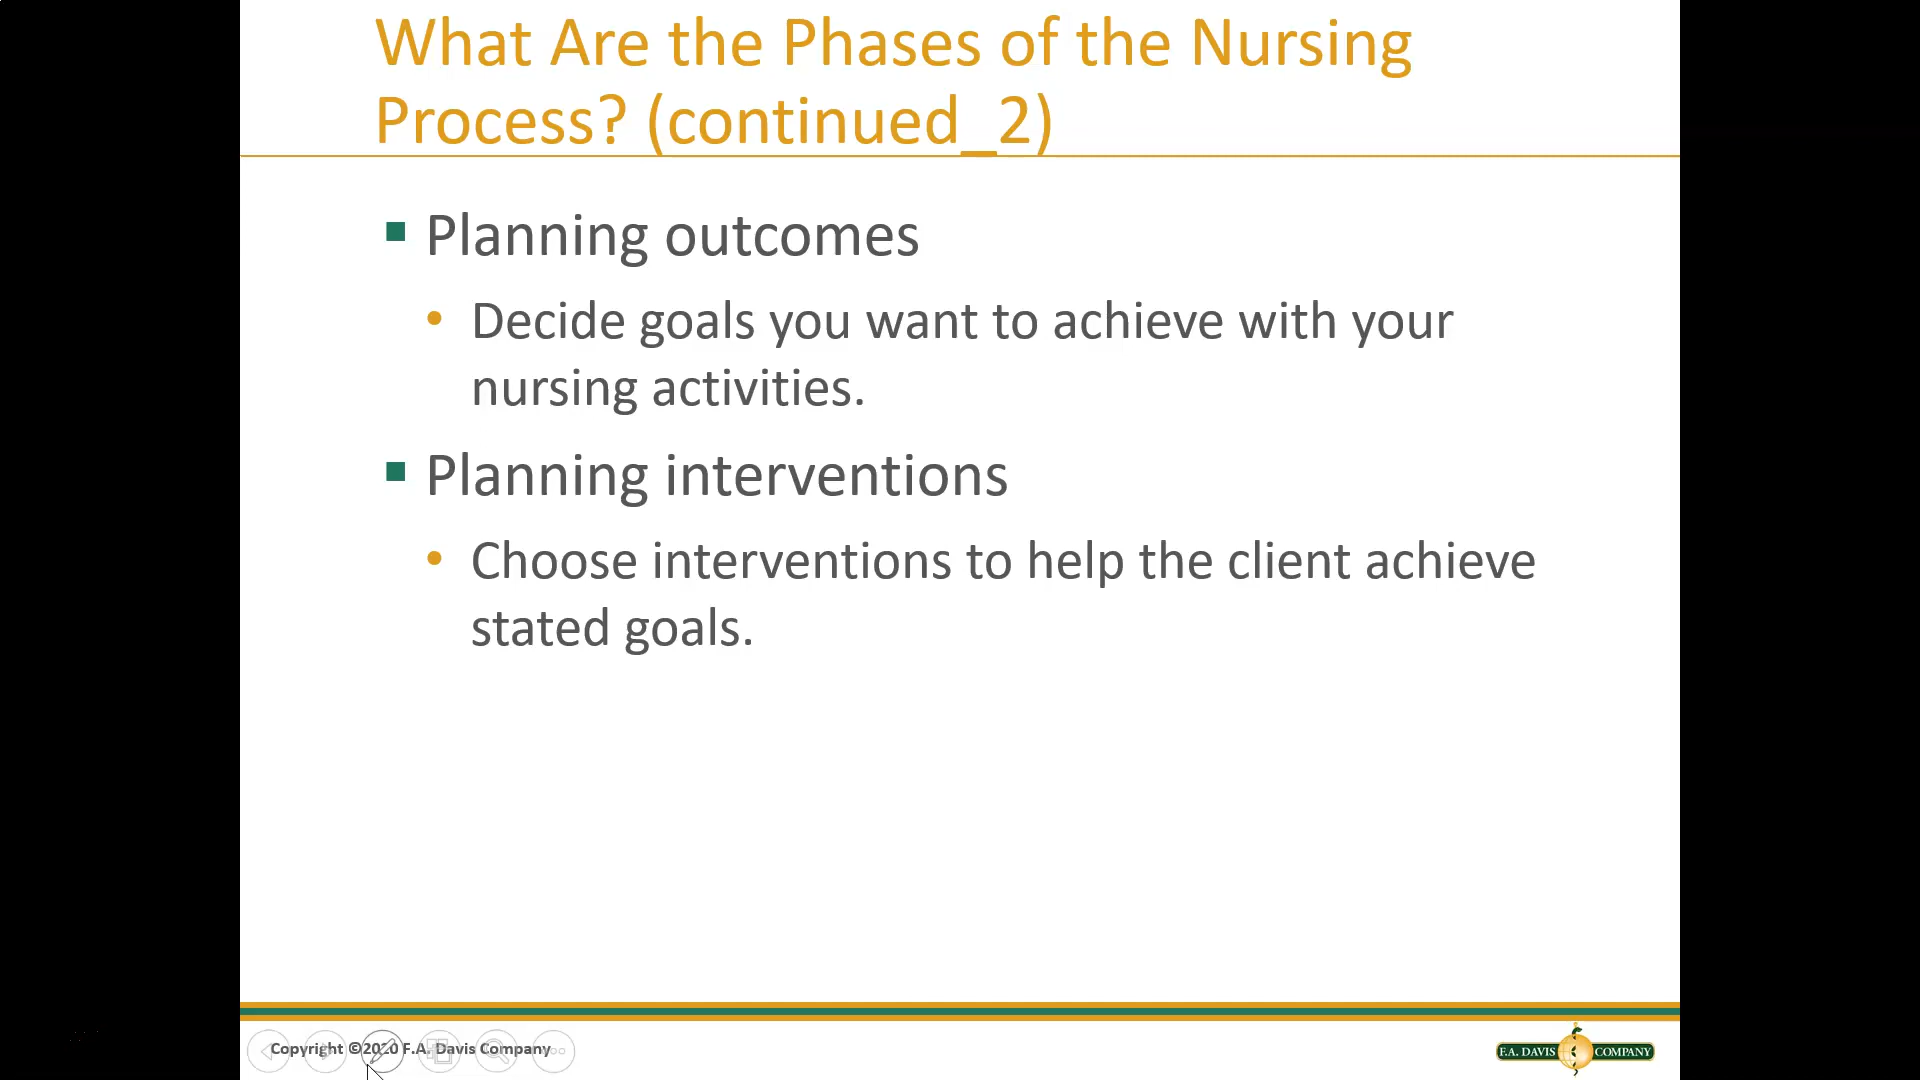 What Are the Phases of the Nursing
Process? (continued_2)
Planning outcomes
Decide goals you want to achieve with your
nursing activities.
Planning interventions
Choose interventions to help the client achieve
stated goals.
Copyright ©2020 F.A. Davis Company
F.A. DAVIS COMPANY